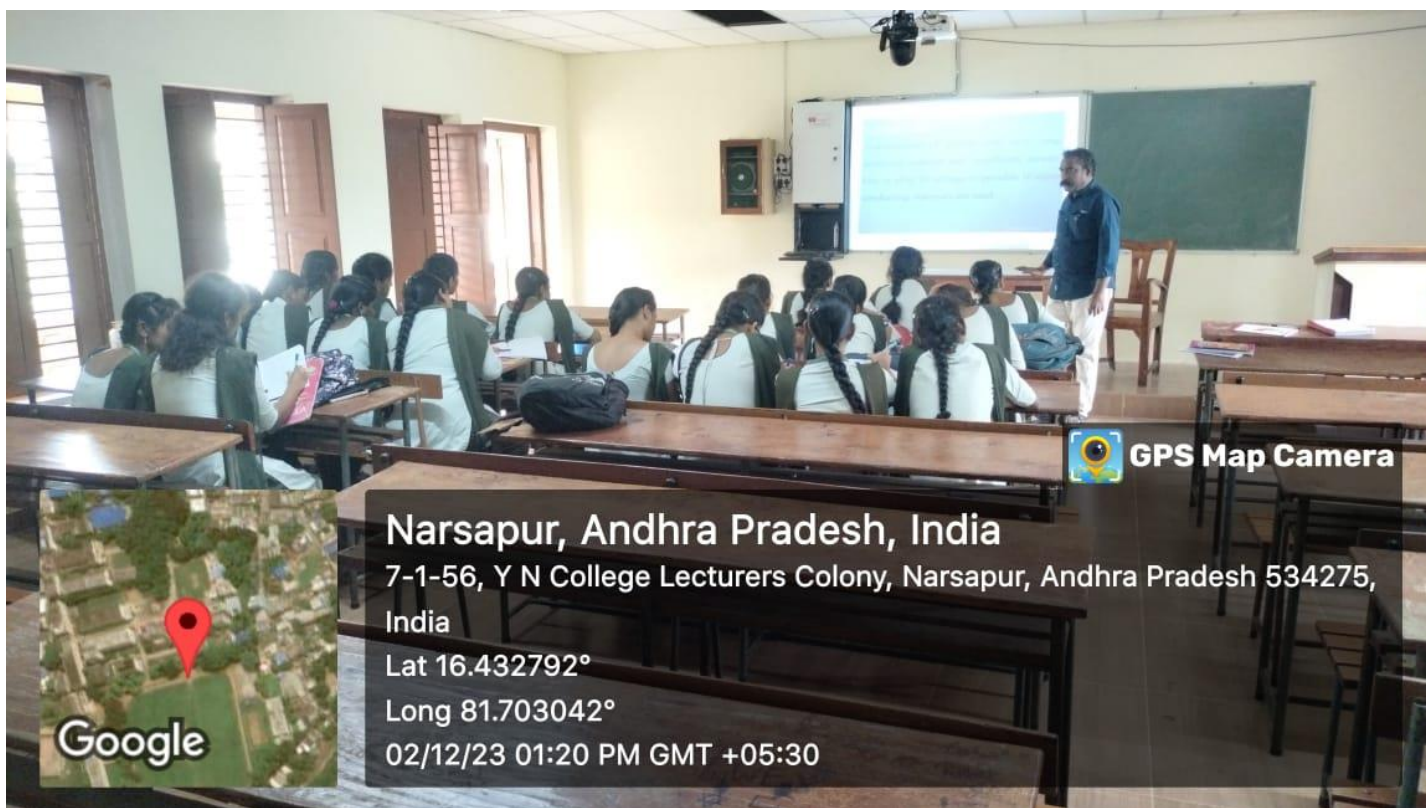 GPS Map Camera
Narsapur, Andhra Pradesh, India
7-1-56, Y N College Lecturers Colony, Narsapur, Andhra Pradesh 534275,
India
Lat 16.432792°
Long 81.703042°
02/12/23 01:20 PM GMT +05:30
Google